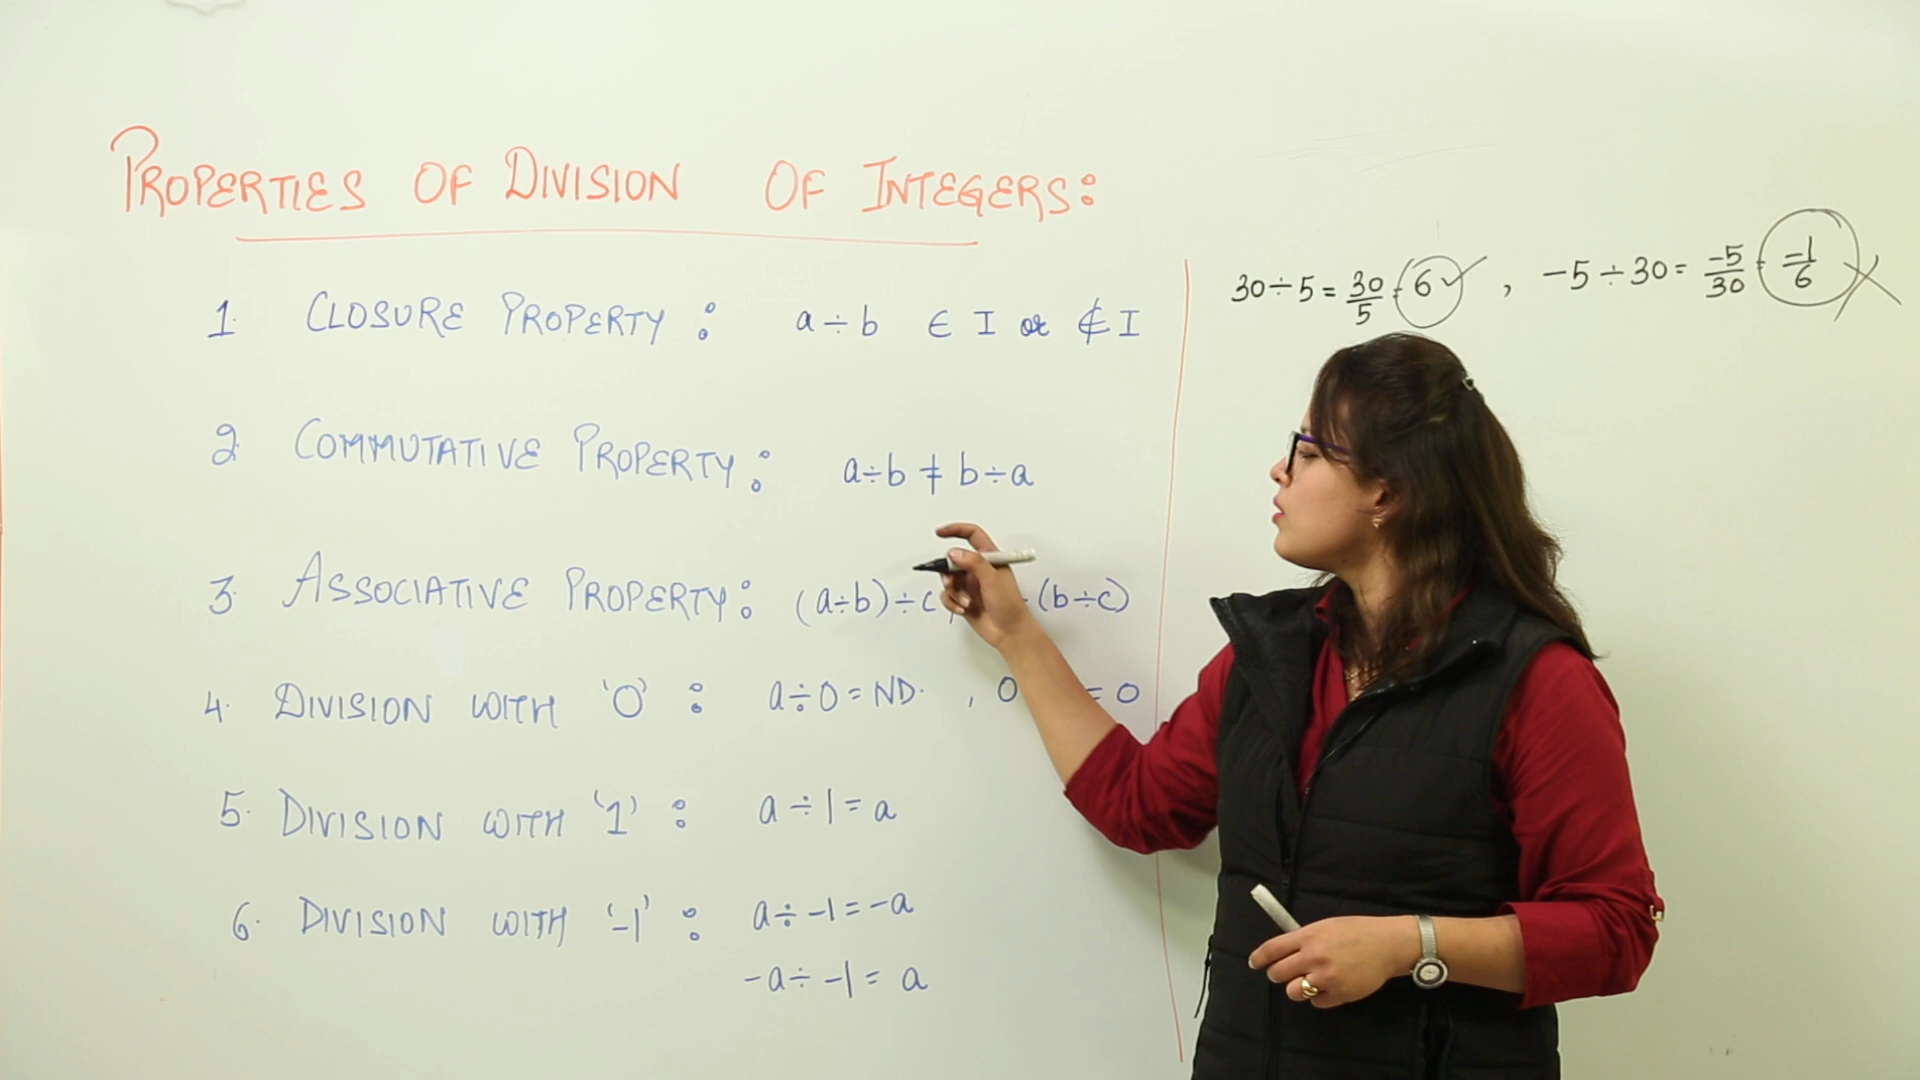 PROPERTIES OF DIVISION OF INTEGERS:
1. CLOSURE PROPERTY : a ÷ b ∈ I or ∉ I
2. COMMUTATIVE PROPERTY : a÷b ≠ b÷a
3. ASSOCIATIVE PROPERTY : (a÷b)÷c (b÷c)
4. DIVISION WITH '0' : a÷0 = ND. , 0 = 0
5. DIVISION WITH '1' : a ÷ 1 = a
6. DIVISION WITH '-1' : a ÷ -1 = -a
-a ÷ -1 = a
30÷5 = 30/5 = 6 ✓ , -5÷30 = -5/30 = -1/6 ✗